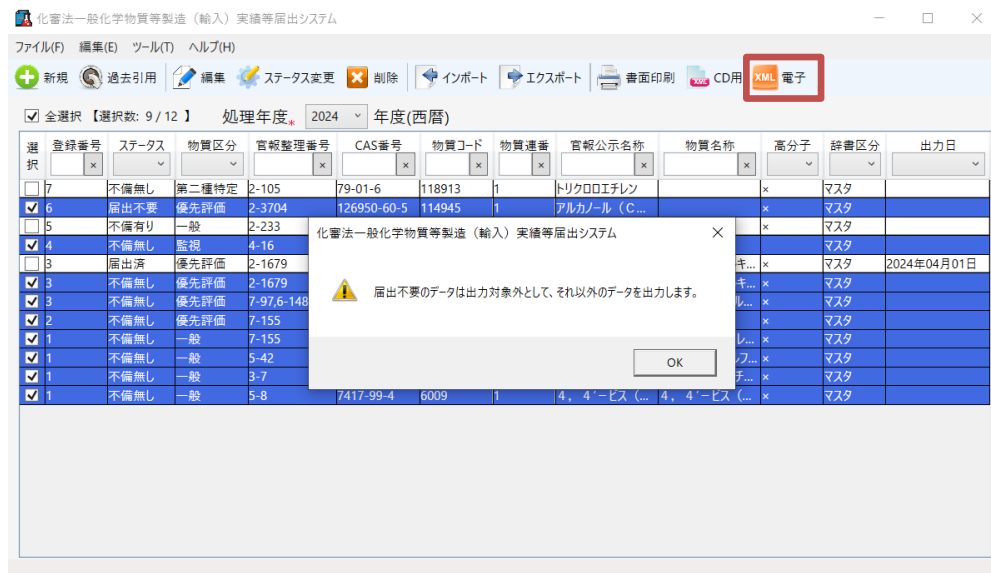 化審法一般化学物質等製造（輸入）実績等届出システム
ファイル(F) 編集(E) ツール(T) ヘルプ(H)
新規 過去引用 編集 ステータス変更 削除 インポート エクスポート 書面印刷 XML CD用 XML 電子
全選択 【選択数: 9 / 12 】 処理年度* 2024 年度(西暦)
選択 登録番号 ステータス 物質区分 官報整理番号 CAS番号 物質コード 物質連番 官報公示名称 物質名称 高分子 辞書区分 出力日
7 不備無し 第二種特定 2-105 79-01-6 118913 1 トリクロロエチレン × マスタ
6 届出不要 優先評価 2-3704 126950-60-5 114945 1 アルカノール（C... × マスタ
5 不備有り 一般 2-233 × マスタ
4 不備無し 監視 4-16 マスタ
3 届出済 優先評価 2-1679 キ... × マスタ 2024年04月01日
3 不備無し 優先評価 2-1679 キ... × マスタ
3 不備無し 優先評価 7-97,6-148 ル... × マスタ
2 不備無し 優先評価 7-155 × マスタ
1 不備無し 一般 7-155 レ... × マスタ
1 不備無し 一般 5-42 フ... × マスタ
1 不備無し 一般 3-7 チ... × マスタ
1 不備無し 一般 5-8 7417-99-4 6009 1 4，4'－ビス（... 4，4'－ビス（... × マスタ
化審法一般化学物質等製造（輸入）実績等届出システム
届出不要のデータは出力対象外として、それ以外のデータを出力します。
OK